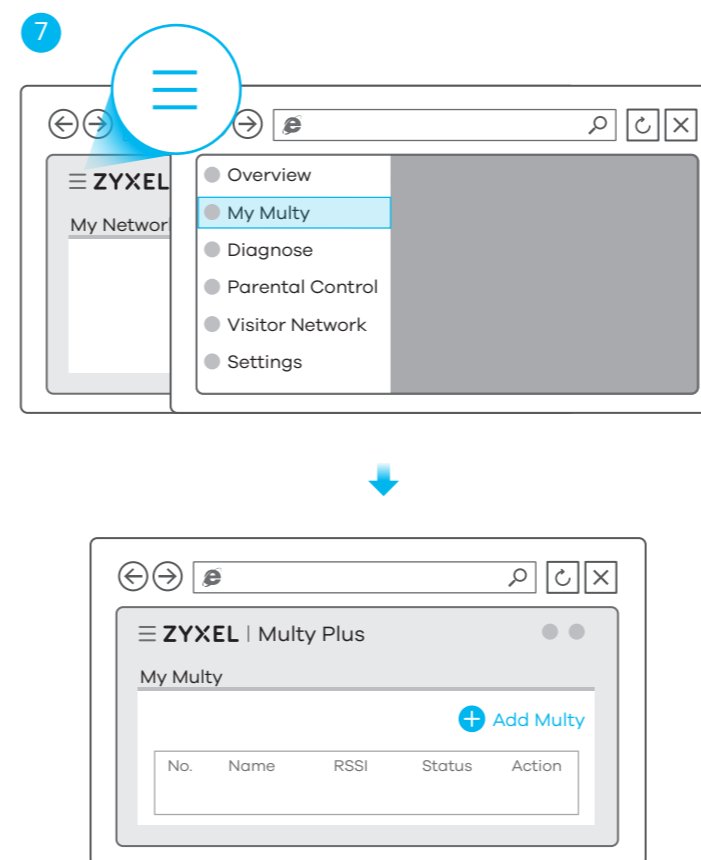 7
ZYXEL
My Networ
Overview
My Multy
Diagnose
Parental Control
Visitor Network
Settings
ZYXEL | Multy Plus
My Multy
Add Multy
No. Name RSSI Status Action